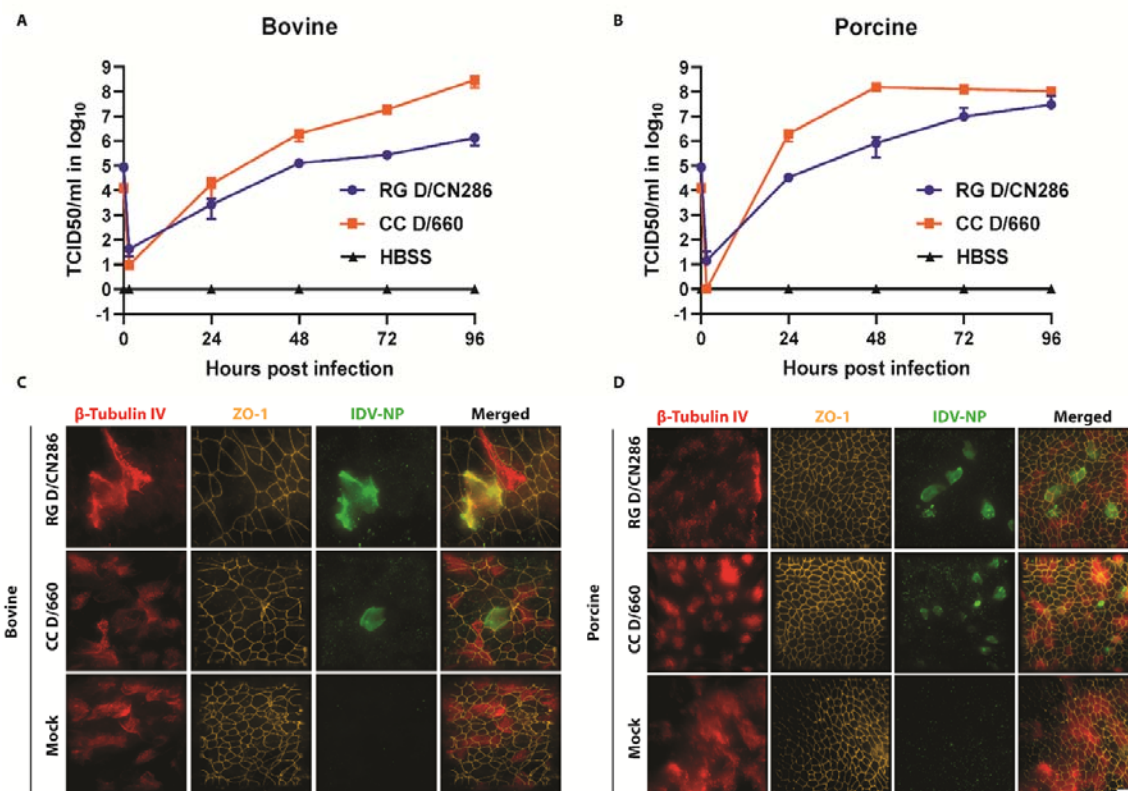 A
Bovine
TCID50/ml in log10
9
8
7
6
5
4
3
2
1
0
-1
RG D/CN286
CC D/660
HBSS
0 24 48 72 96
Hours post infection
B
Porcine
TCID50/ml in log10
9
8
7
6
5
4
3
2
1
0
-1
RG D/CN286
CC D/660
HBSS
0 24 48 72 96
Hours post infection
C
β-Tubulin IV ZO-1 IDV-NP Merged
Bovine
RG D/CN286
CC D/660
Mock
D
β-Tubulin IV ZO-1 IDV-NP Merged
Porcine
RG D/CN286
CC D/660
Mock